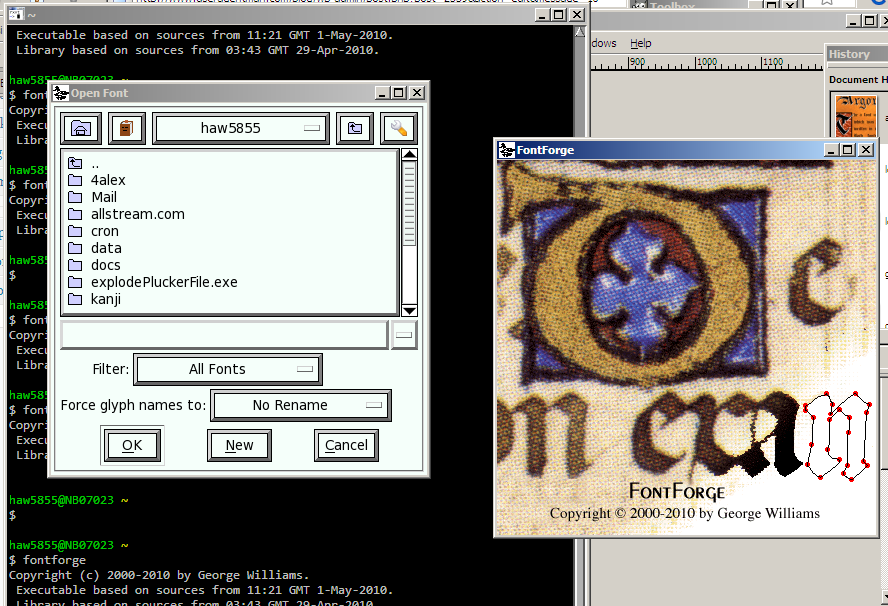 ~
Executable based on sources from 11:21 GMT 1-May-2010.
Library based on sources from 03:43 GMT 29-Apr-2010.
haw5855@NB07023 ~
$ font
Copyri
Execu
Libra
haw585
$ font
Copyri
Execu
Libra
haw585
$
haw585
$ font
Copyri
Execu
Libra
haw585
$ font
Copyri
Execu
Libra
haw5855@NB07023 ~
$
haw5855@NB07023 ~
$ fontforge
Copyright (c) 2000-2010 by George Williams.
Executable based on sources from 11:21 GMT 1-May-2010.
Library based on sources from 03:43 GMT 29-Apr-2010.
Open Font
haw5855
..
4alex
Mail
allstream.com
cron
data
docs
explodePluckerFile.exe
kanji
Filter: All Fonts
Force glyph names to: No Rename
OK New Cancel
Toolbox
dows Help
900 1000 1100
History
Document H
FontForge
FONTFORGE
Copyright © 2000-2010 by George Williams